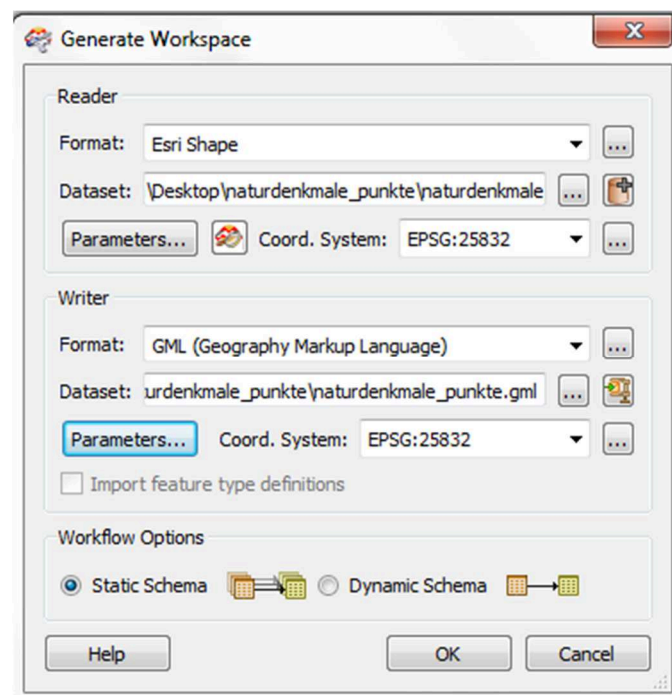 Generate Workspace
Reader
Format: Esri Shape ...
Dataset: \Desktop\naturdenkmale_punkte\naturdenkmale ...
Parameters... Coord. System: EPSG:25832 ...
Writer
Format: GML (Geography Markup Language) ...
Dataset: urdenkmale_punkte\naturdenkmale_punkte.gml ...
Parameters... Coord. System: EPSG:25832 ...
Import feature type definitions
Workflow Options
Static Schema Dynamic Schema
Help OK Cancel